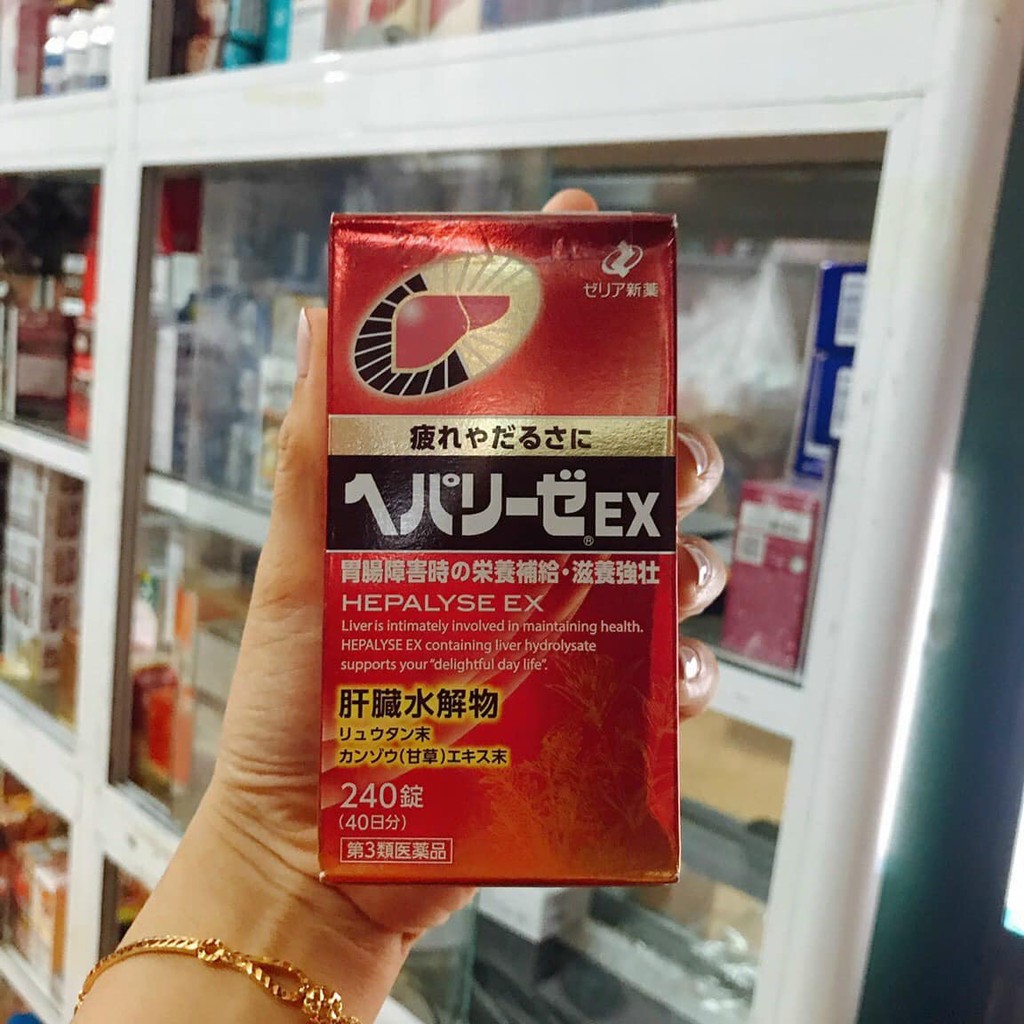 ゼリア新薬
疲れやだるさに
ヘパリーゼ®EX
胃腸障害時の栄養補給・滋養強壮
HEPALYSE EX
Liver is intimately involved in maintaining health.
HEPALYSE EX containing liver hydrolysate
supports your "delightful day life".
肝臓水解物
リュウタン末
カンゾウ(甘草)エキス末
240錠
(40日分)
第3類医薬品